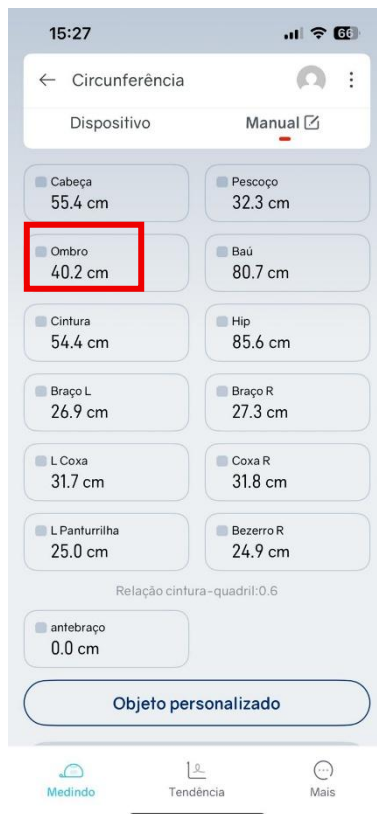 15:27
66
Circunferência
Dispositivo Manual
Cabeça Pescoço
55.4 cm 32.3 cm
Ombro Baú
40.2 cm 80.7 cm
Cintura Hip
54.4 cm 85.6 cm
Braço L Braço R
26.9 cm 27.3 cm
L Coxa Coxa R
31.7 cm 31.8 cm
L Panturrilha Bezerro R
25.0 cm 24.9 cm
Relação cintura-quadril:0.6
antebraço
0.0 cm
Objeto personalizado
Medindo Tendência Mais